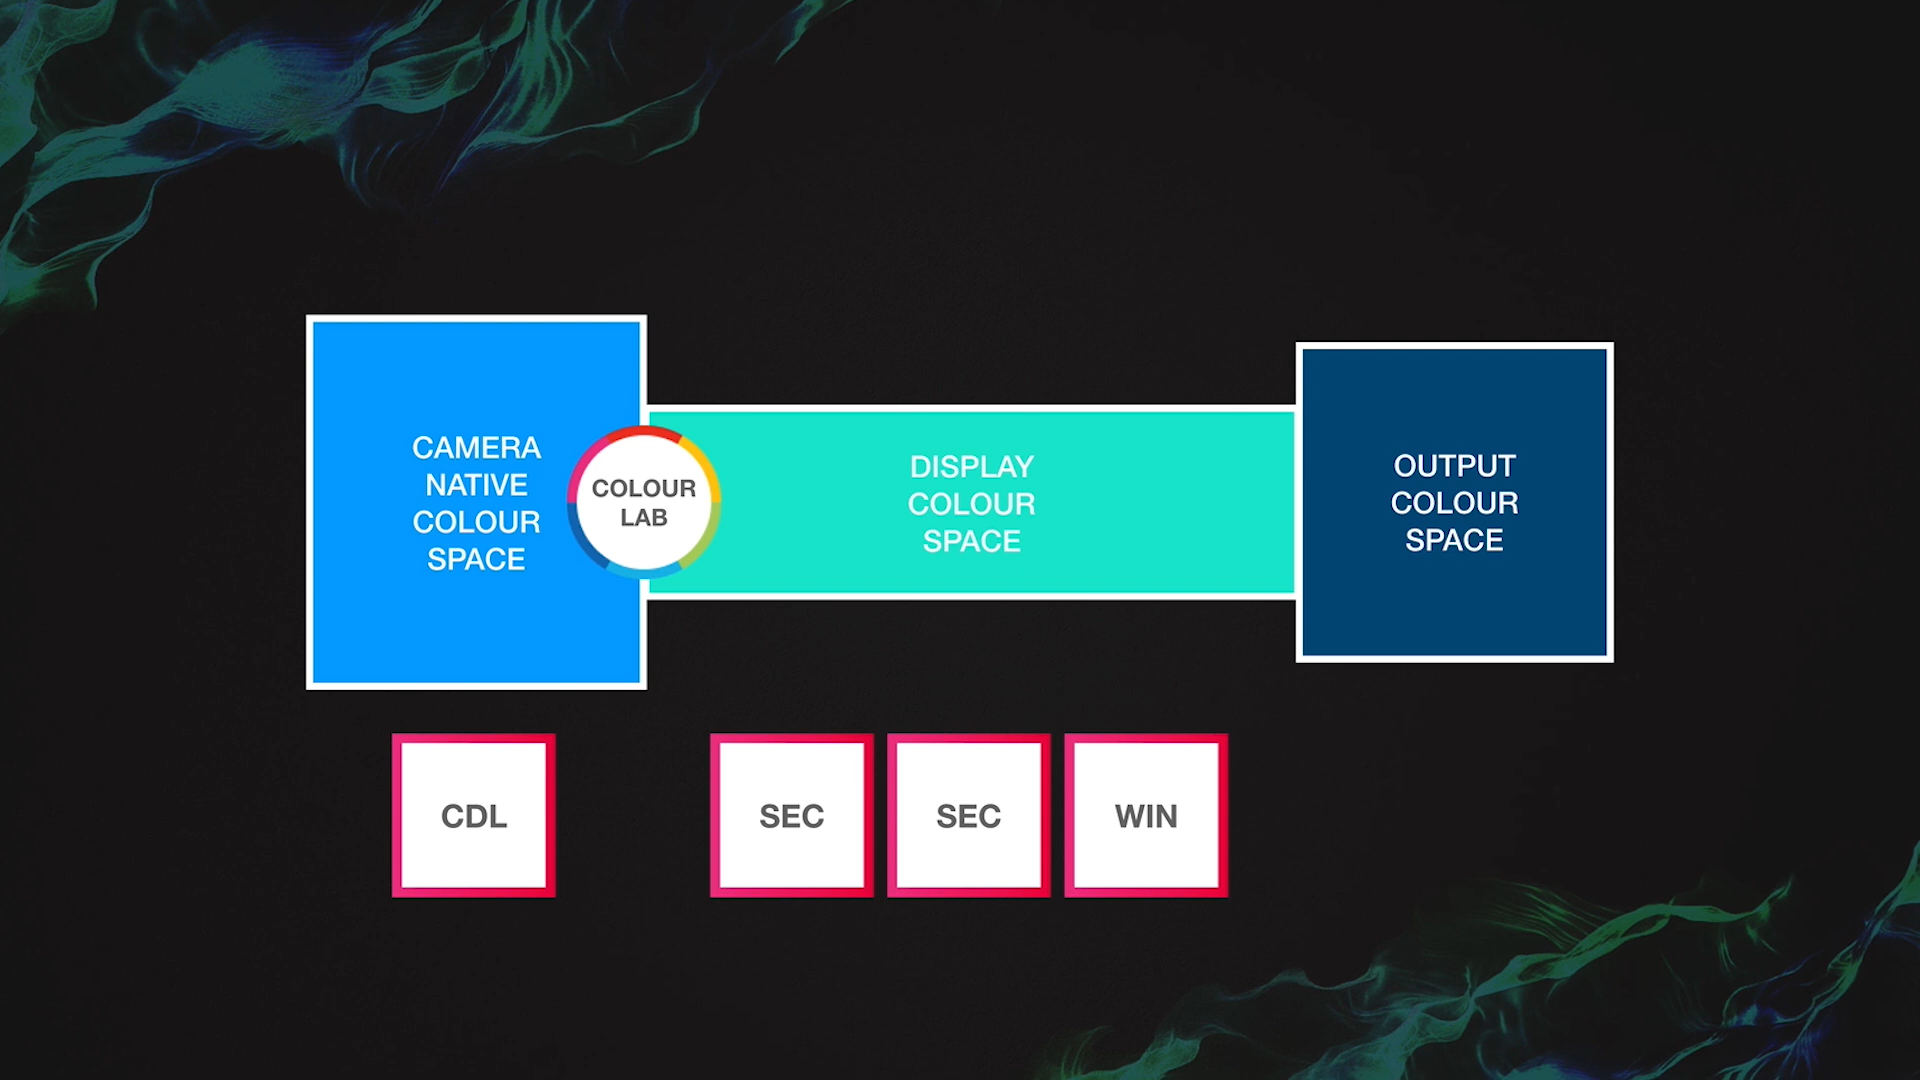 CAMERA
NATIVE
COLOUR
SPACE
COLOUR
LAB
DISPLAY
COLOUR
SPACE
OUTPUT
COLOUR
SPACE
CDL
SEC
SEC
WIN